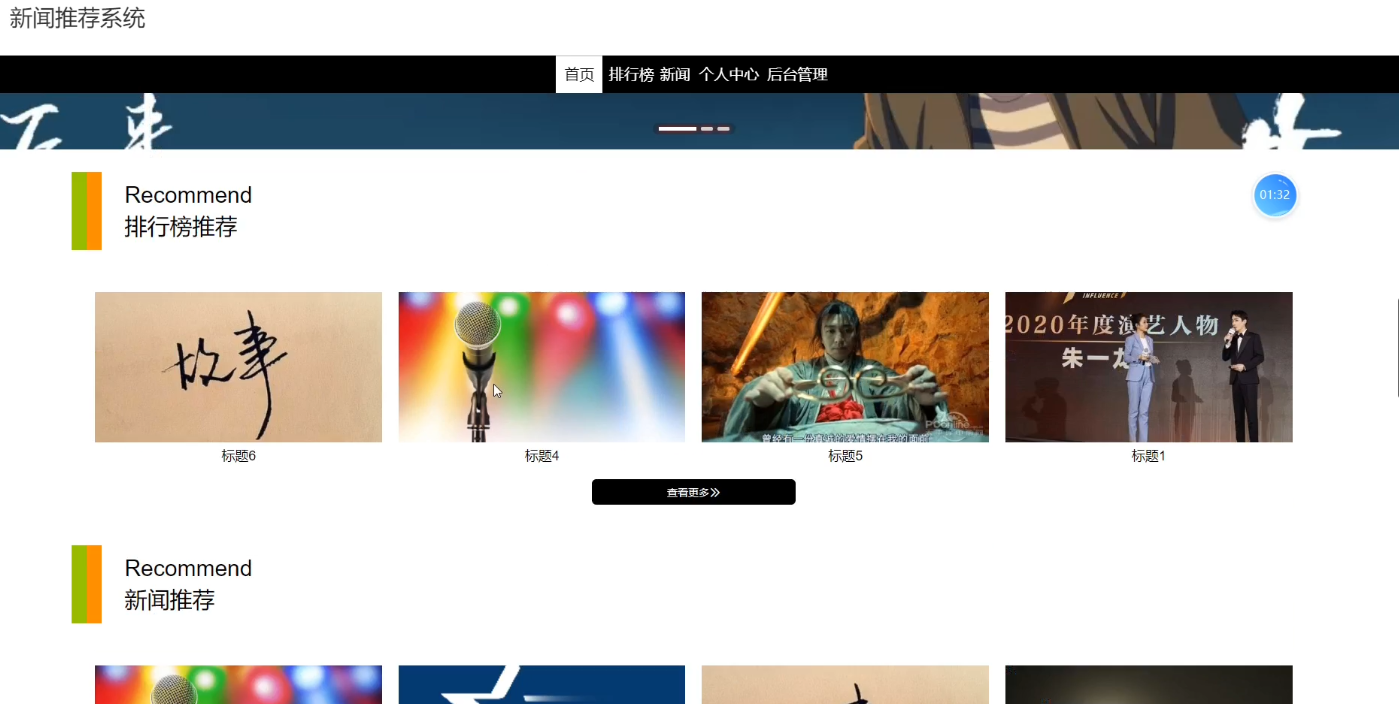 新闻推荐系统
首页 排行榜 新闻 个人中心 后台管理
Recommend
排行榜推荐
01:32
故事
INFLUENCE
2020年度演艺人物
朱一龙
曾经有一份真诚的爱情摆在我的面前
PConline
标题6
标题4
标题5
标题1
查看更多
Recommend
新闻推荐